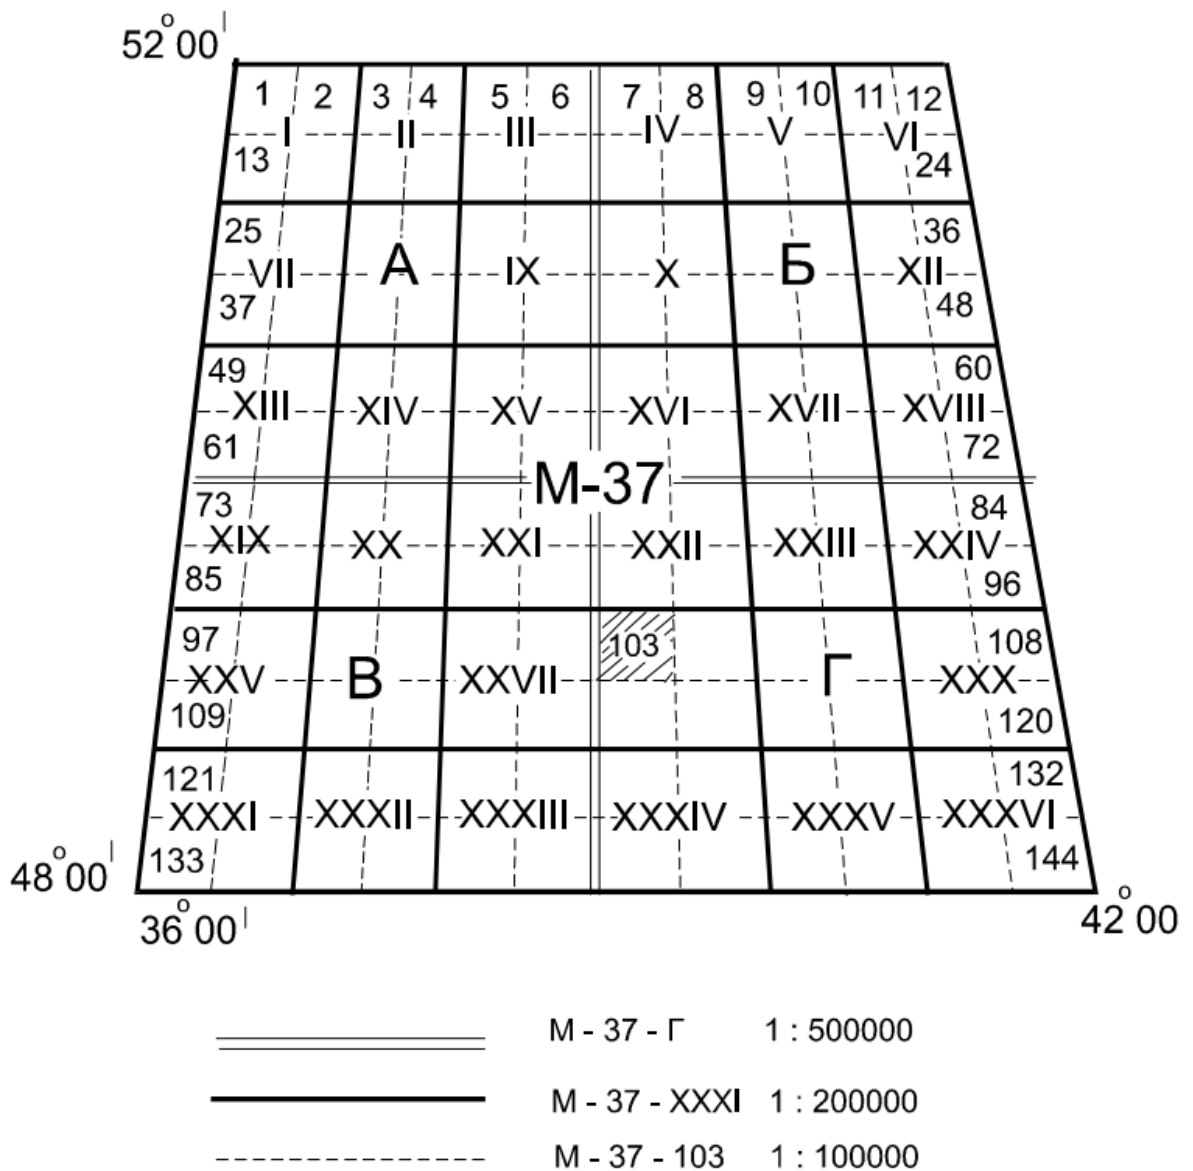 52°00'
1 2 3 4 5 6 7 8 9 10 11 12
I II III IV V VI
13 24
25 36
VII А IX X Б XII
37 48
49 60
XIII XIV XV XVI XVII XVIII
61 72
М-37
73 84
XIX XX XXI XXII XXIII XXIV
85 96
97 103 108
XXV В XXVII Г XXX
109 120
121 132
XXXI XXXII XXXIII XXXIV XXXV XXXVI
133 144
48°00'
36°00' 42°00
М - 37 - Г 1 : 500000
М - 37 - XXXI 1 : 200000
М - 37 - 103 1 : 100000